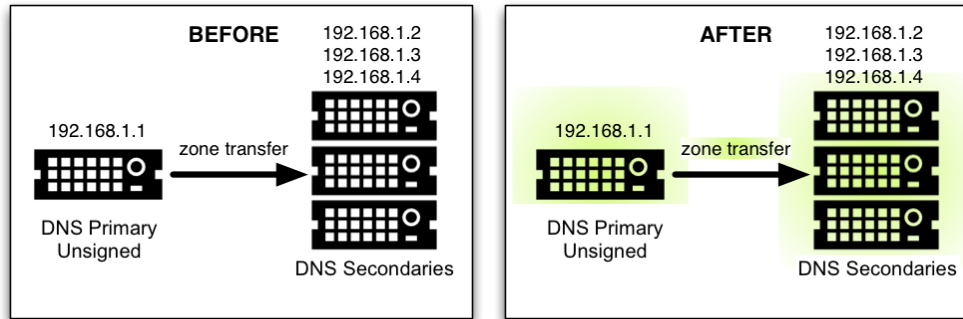 BEFORE
192.168.1.2
192.168.1.3
192.168.1.4
192.168.1.1
zone transfer
DNS Primary
Unsigned
DNS Secondaries
AFTER
192.168.1.2
192.168.1.3
192.168.1.4
192.168.1.1
zone transfer
DNS Primary
Unsigned
DNS Secondaries